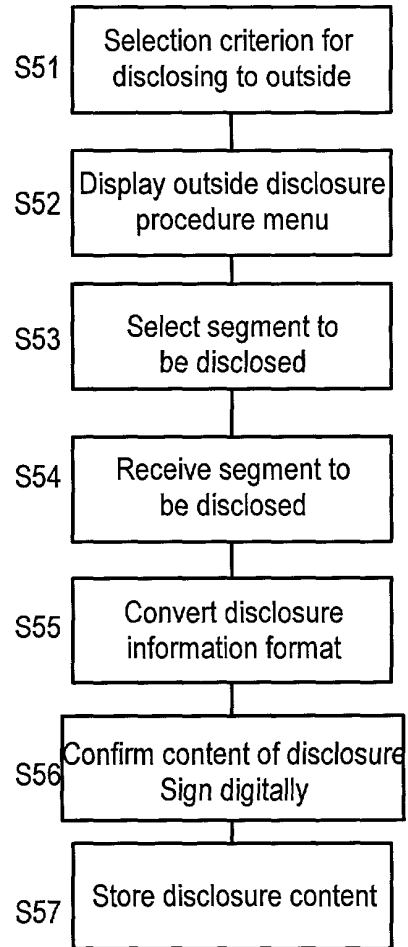 S51
Selection criterion for
disclosing to outside
S52
Display outside disclosure
procedure menu
S53
Select segment to
be disclosed
S54
Receive segment to
be disclosed
S55
Convert disclosure
information format
S56
Confirm content of disclosure
Sign digitally
S57
Store disclosure content